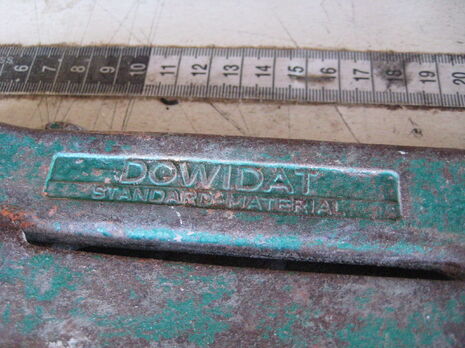 6 7 8 9 10 11 12 13 14 15 16 17 18 19 20
DOWIDAT
STANDARD-MATERIAL